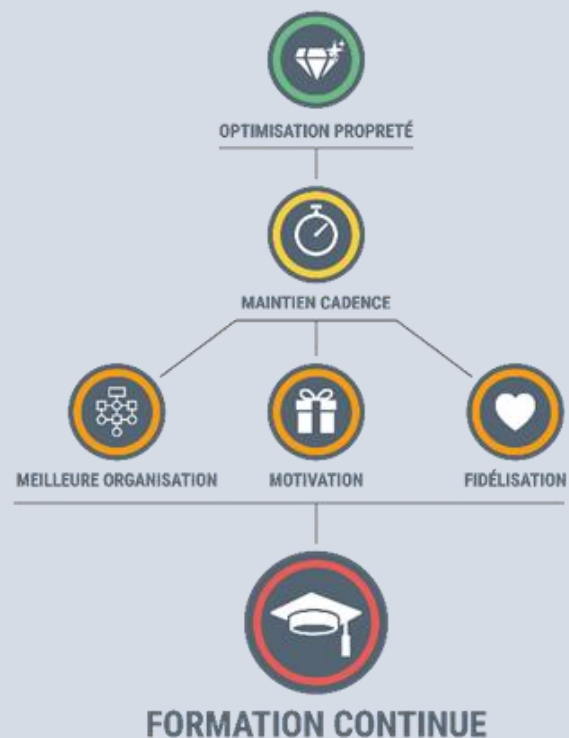 OPTIMISATION PROPRETÉ
MAINTIEN CADENCE
MEILLEURE ORGANISATION
MOTIVATION
FIDÉLISATION
FORMATION CONTINUE